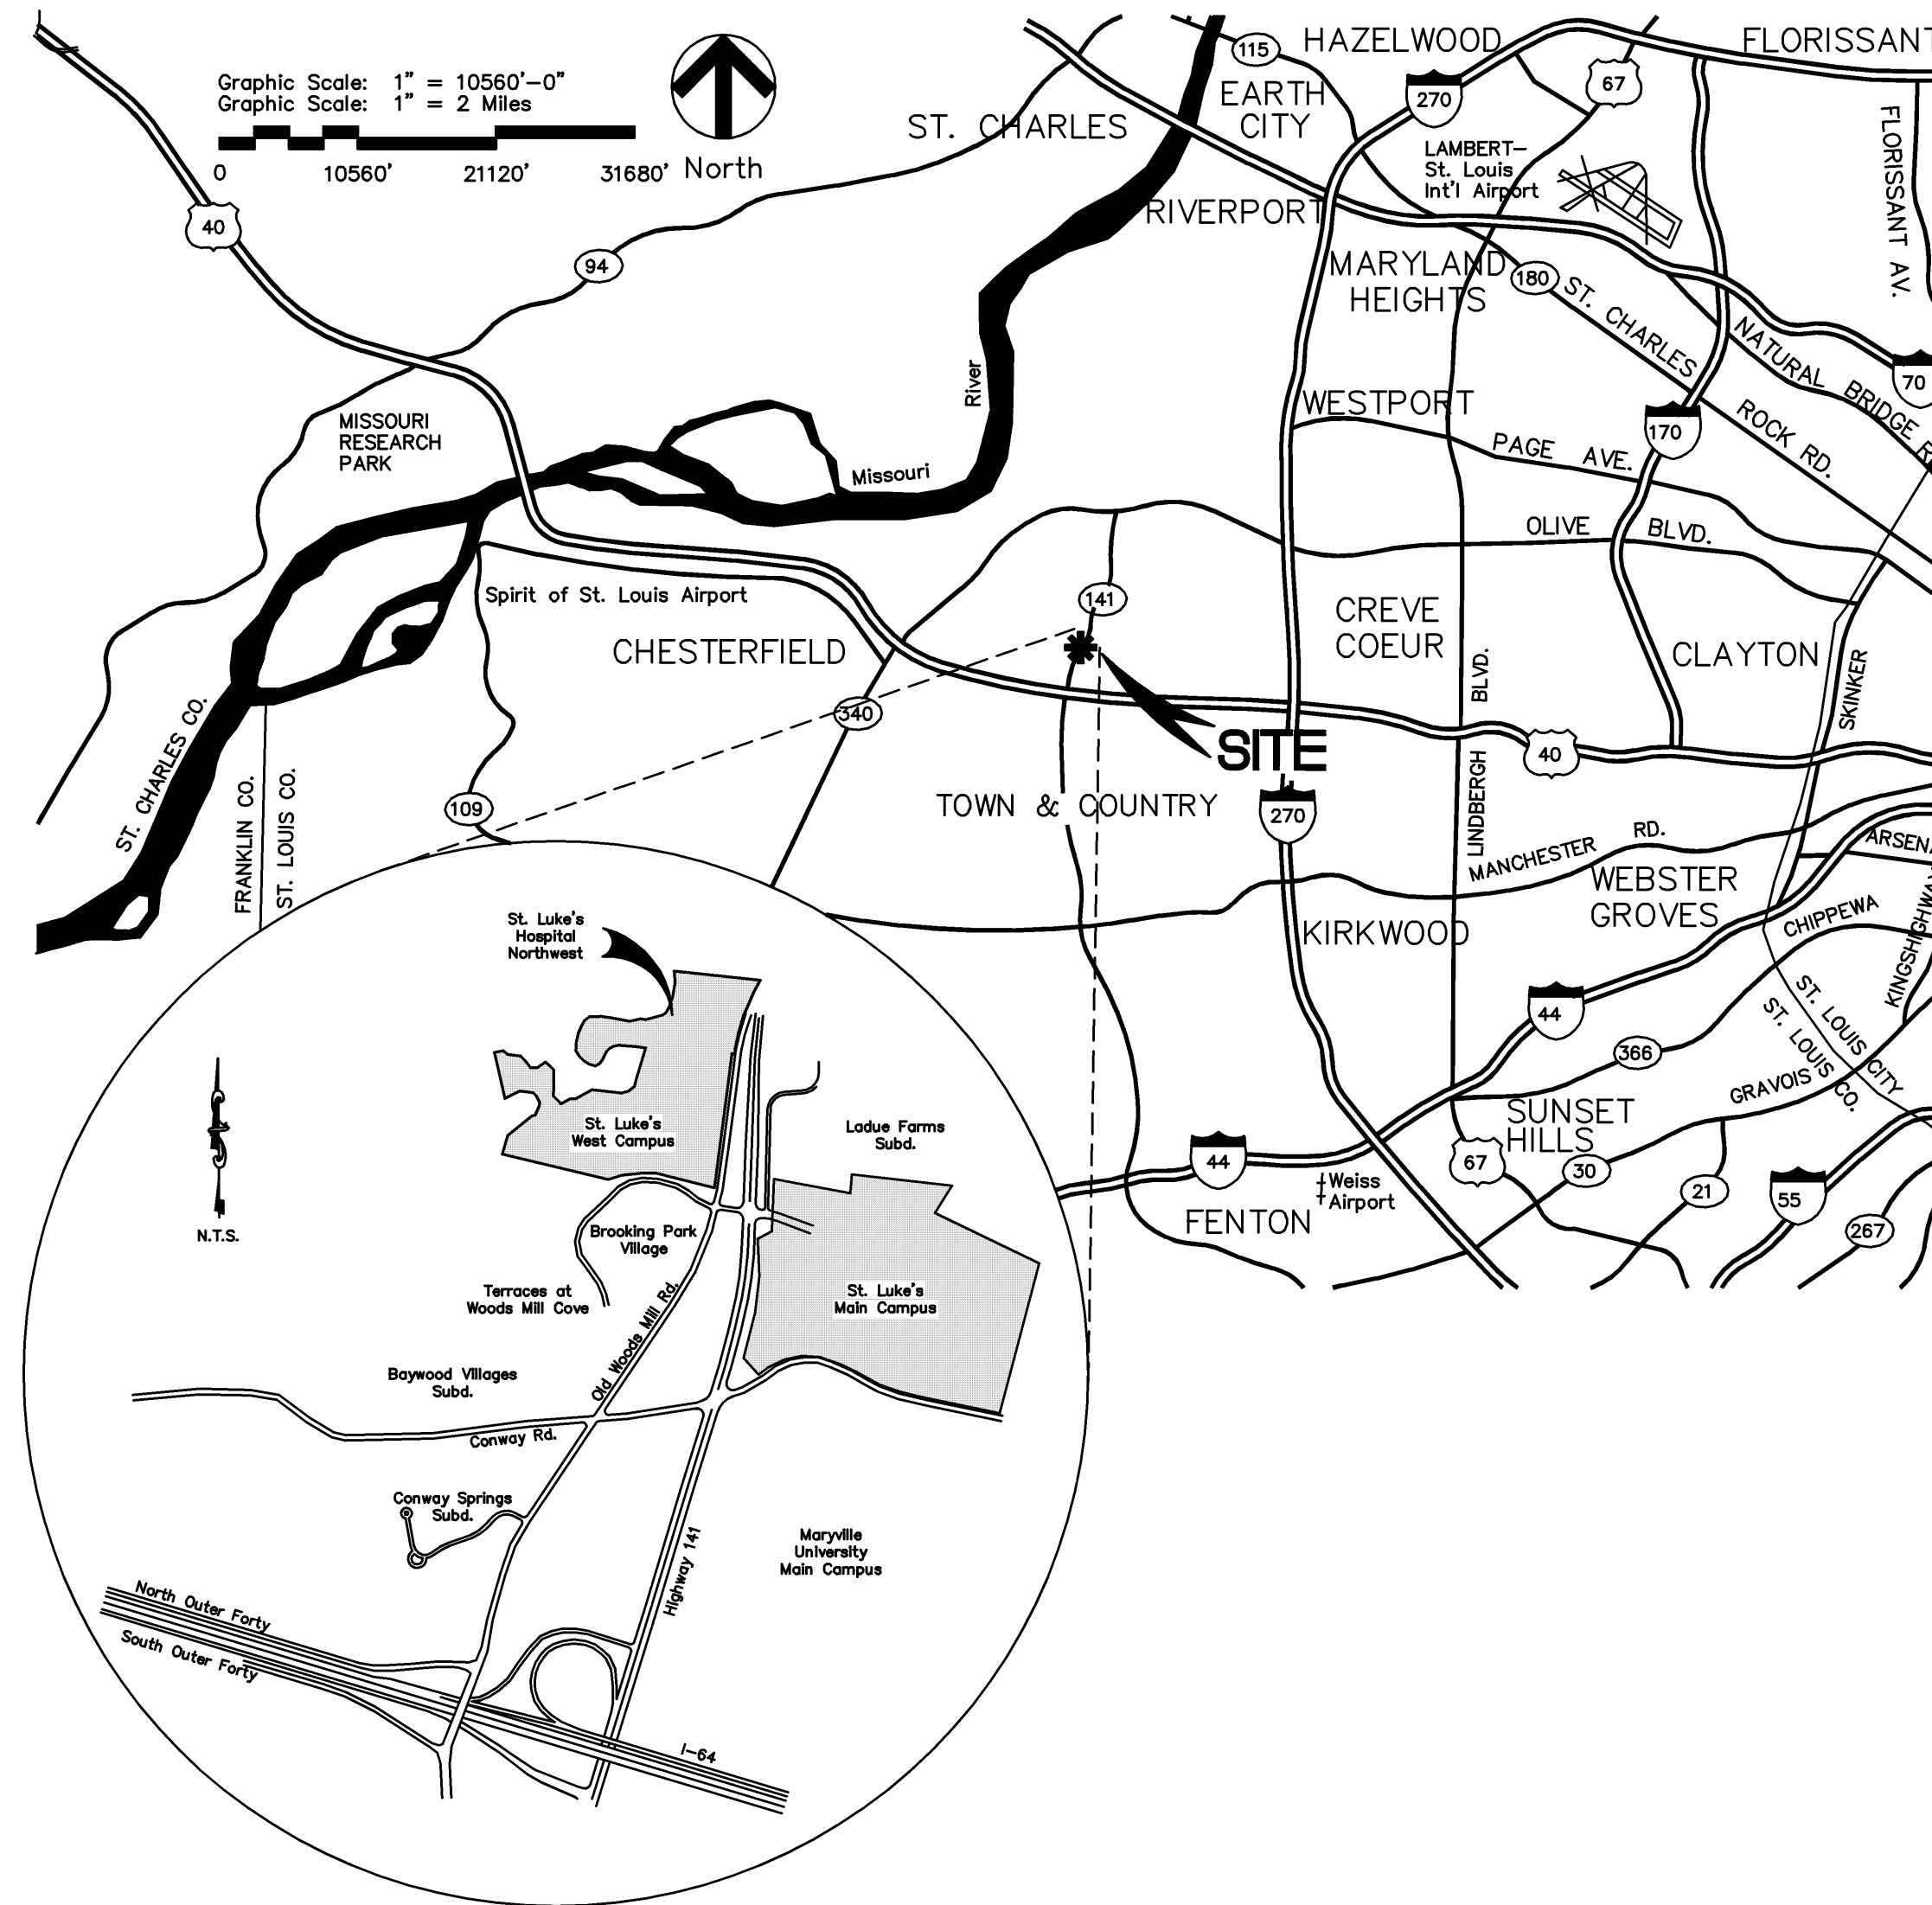 Graphic Scale: 1" = 10560'-0"
Graphic Scale: 1" = 2 Miles
0 10560' 21120' 31680'
North
115
HAZELWOOD
FLORISSANT
67
270
EARTH
CITY
ST. CHARLES
LAMBERT-
St. Louis
Int'l Airport
FLORISSANT AV.
RIVERPORT
40
94
MARYLAND
HEIGHTS
180
ST. CHARLES
ROCK RD.
NATURAL BRIDGE
70
River
WESTPORT
170
MISSOURI
RESEARCH
PARK
PAGE AVE.
Missouri
OLIVE BLVD.
Spirit of St. Louis Airport
141
CREVE
COEUR
CHESTERFIELD
CLAYTON
BLVD.
SKINKER
340
SITE
40
ST. CHARLES CO.
FRANKLIN CO.
ST. LOUIS CO.
109
TOWN & COUNTRY
270
LINDBERGH
MANCHESTER RD.
ARSEN
WEBSTER
GROVES
CHIPPEWA
KINGSHIGHWAY
KIRKWOOD
44
ST. LOUIS CITY
ST. LOUIS CO.
366
GRAVOIS
SUNSET
HILLS
44
67
30
21
55
267
Weiss
Airport
FENTON
St. Luke's
Hospital
Northwest
St. Luke's
West Campus
Ladue Farms
Subd.
N.T.S.
Brooking Park
Village
Terraces at
Woods Mill Cove
St. Luke's
Main Campus
Old Woods Mill Rd.
Baywood Villages
Subd.
Conway Rd.
Conway Springs
Subd.
Highway 141
Maryville
University
Main Campus
North Outer Forty
South Outer Forty
I-64